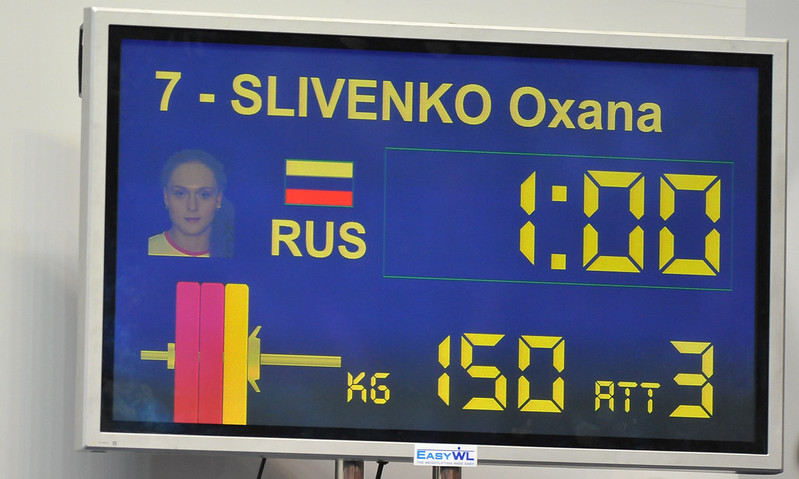 7 - SLIVENKO Oxana
RUS
1:00
KG 150 ATT 3
EASYWL